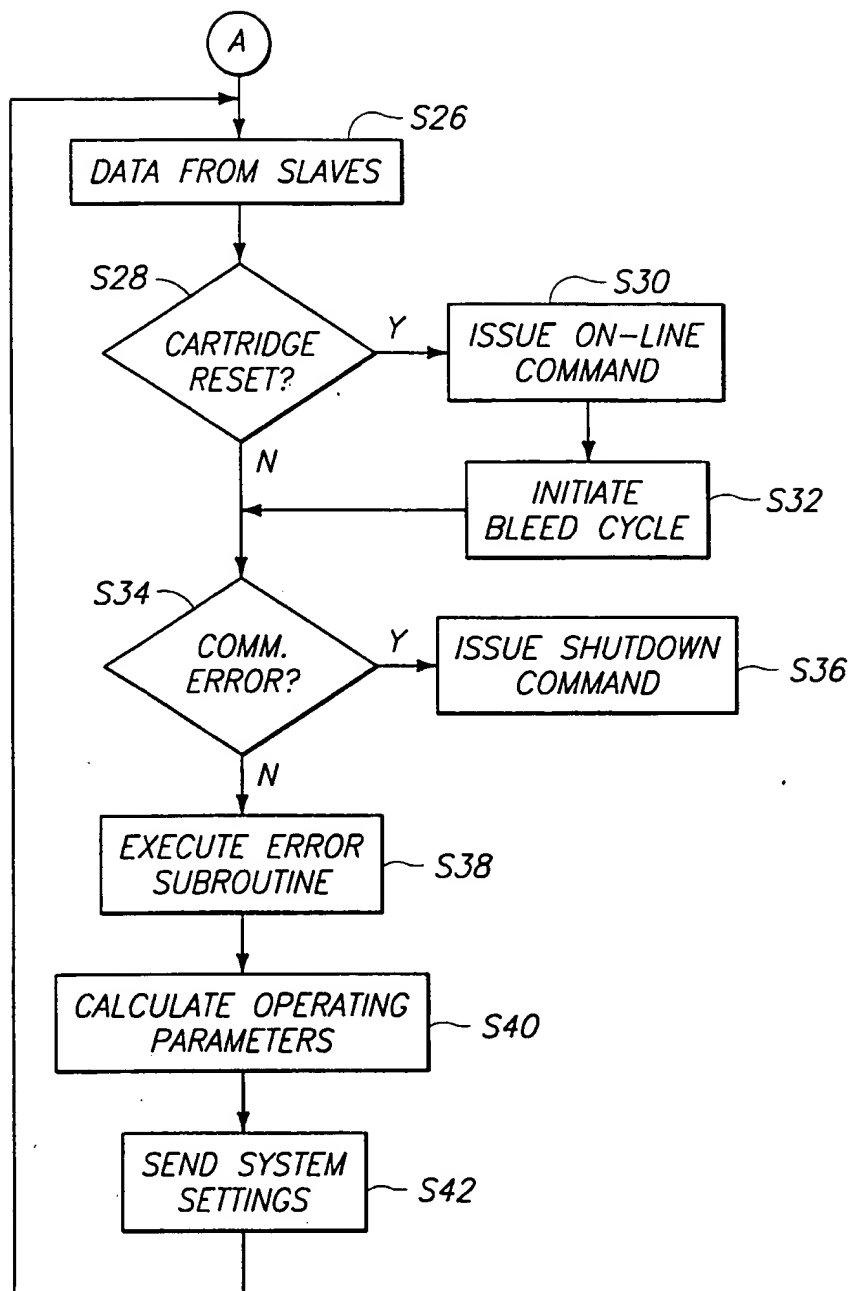 A
S26
DATA FROM SLAVES
S28
CARTRIDGE
RESET?
Y
S30
ISSUE ON-LINE
COMMAND
N
INITIATE
BLEED CYCLE
S32
S34
COMM.
ERROR?
Y
ISSUE SHUTDOWN
COMMAND
S36
N
EXECUTE ERROR
SUBROUTINE
S38
CALCULATE OPERATING
PARAMETERS
S40
SEND SYSTEM
SETTINGS
S42